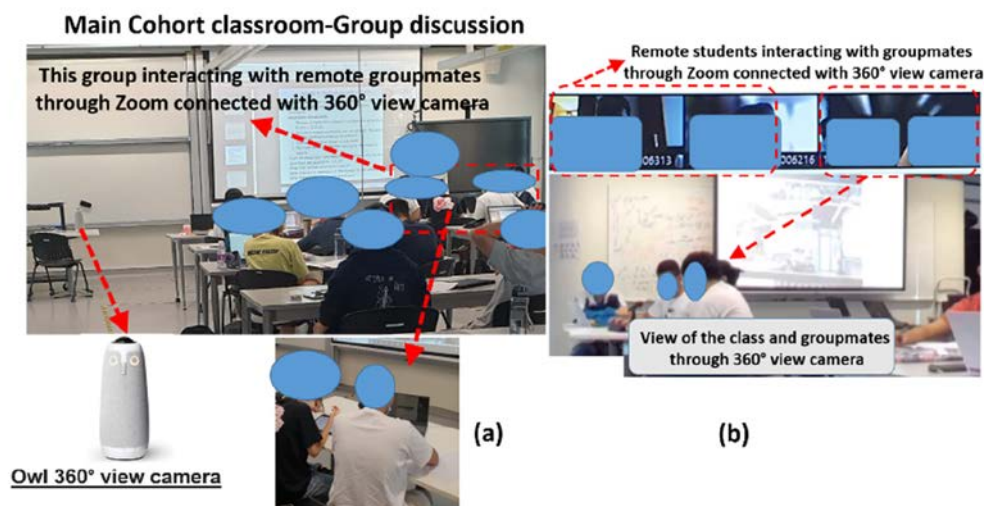 Main Cohort classroom-Group discussion
This group interacting with remote groupmates
through Zoom connected with 360° view camera
Remote students interacting with groupmates
through Zoom connected with 360° view camera
06313
006216
View of the class and groupmates
through 360° view camera
(a)
(b)
Owl 360° view camera